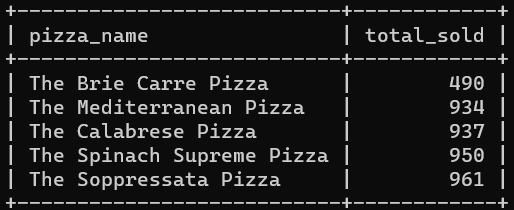 +---------------------------+------------+
| pizza_name                | total_sold |
+---------------------------+------------+
| The Brie Carre Pizza      |        490 |
| The Mediterranean Pizza   |        934 |
| The Calabrese Pizza       |        937 |
| The Spinach Supreme Pizza |        950 |
| The Soppressata Pizza     |        961 |
+---------------------------+------------+